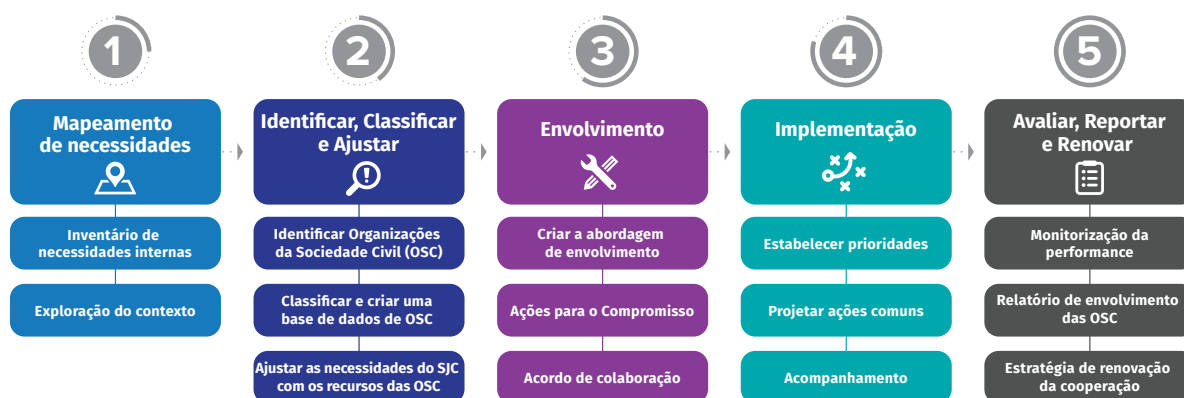 1
Mapeamento
de necessidades
Inventário de
necessidades internas
Exploração do contexto
2
Identificar, Classificar
e Ajustar
Identificar Organizações
da Sociedade Civil (OSC)
Classificar e criar uma
base de dados de OSC
Ajustar as necessidades do SJC
com os recursos das OSC
3
Envolvimento
Criar a abordagem
de envolvimento
Ações para o Compromisso
Acordo de colaboração
4
Implementação
Estabelecer prioridades
Projetar ações comuns
Acompanhamento
5
Avaliar, Reportar
e Renovar
Monitorização da
performance
Relatório de envolvimento
das OSC
Estratégia de renovação
da cooperação